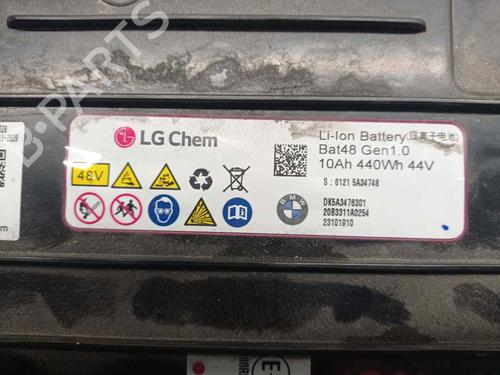 B-PARTS
LG Chem
Li-Ion Battery(锂离子电池)
Bat48 Gen1.0
10Ah 440Wh 44V
48V
S : 6121 5A34748
BMW
DK5A3476301
20B3311A0254
23101910